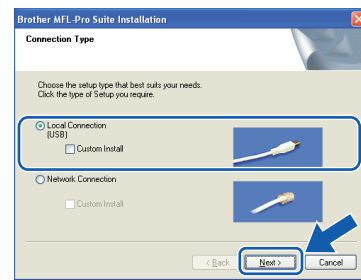 Brother MFL-Pro Suite Installation
Connection Type
Choose the setup type that best suits your needs.
Click the type of Setup you require.
Local Connection
(USB)
Custom Install
Network Connection
Custom Install
< Back
Next >
Cancel